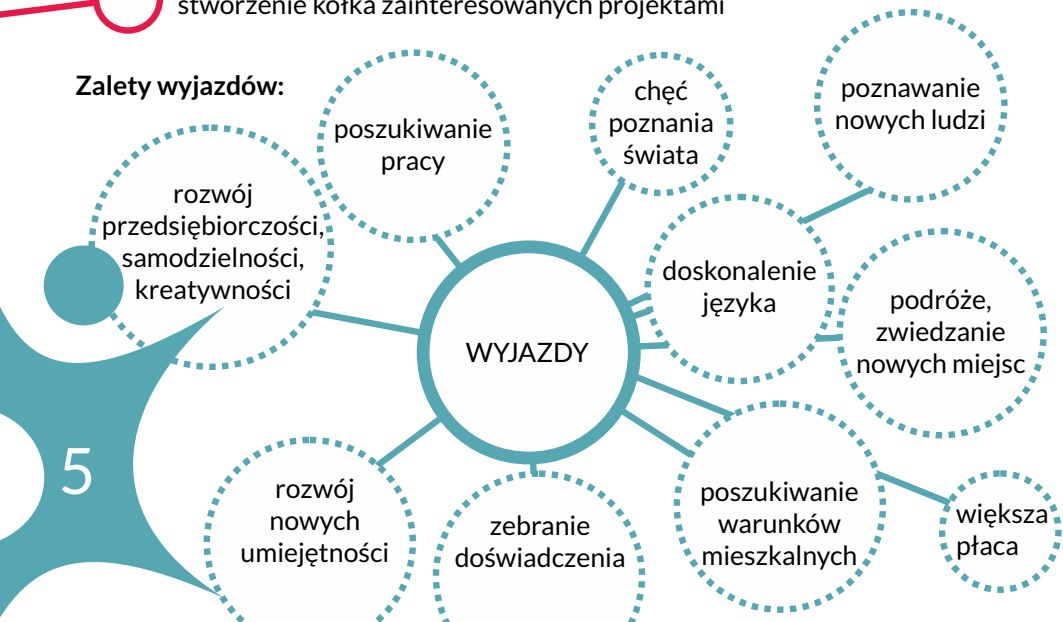 stworzenie kółka zainteresowanych projektami
Zalety wyjazdów:
poszukiwanie
pracy
chęć
poznania
świata
poznawanie
nowych ludzi
rozwój
przedsiębiorczości,
samodzielności,
kreatywności
doskonalenie
języka
podróże,
zwiedzanie
nowych miejsc
WYJAZDY
5
rozwój
nowych
umiejętności
zebranie
doświadczenia
poszukiwanie
warunków
mieszkalnych
większa
płaca